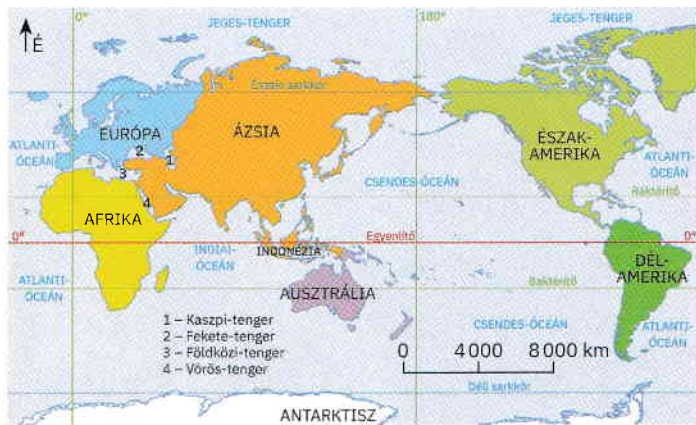 0°
180°
JEGES-TENGER
JEGES-TENGER
É
Északi sarkkör
EURÓPA
ÁZSIA
ÉSZAK-
AMERIKA
ATLANTI-
ÓCEÁN
ATLANTI-
ÓCEÁN
1
2
3
4
CSENDES-ÓCEÁN
Ráktérítő
AFRIKA
0°
INDIAI-
ÓCEÁN
INDONÉZIA
Egyenlítő
0°
DÉL-
AMERIKA
ATLANTI-
ÓCEÁN
AUSZTRÁLIA
Baktérítő
1 – Kaszpi-tenger
2 – Fekete-tenger
3 – Földközi-tenger
4 – Vörös-tenger
CSENDES-ÓCEÁN
ATLANTI-
ÓCEÁN
0 4 000 8 000 km
Déli sarkkör
ANTARKTISZ